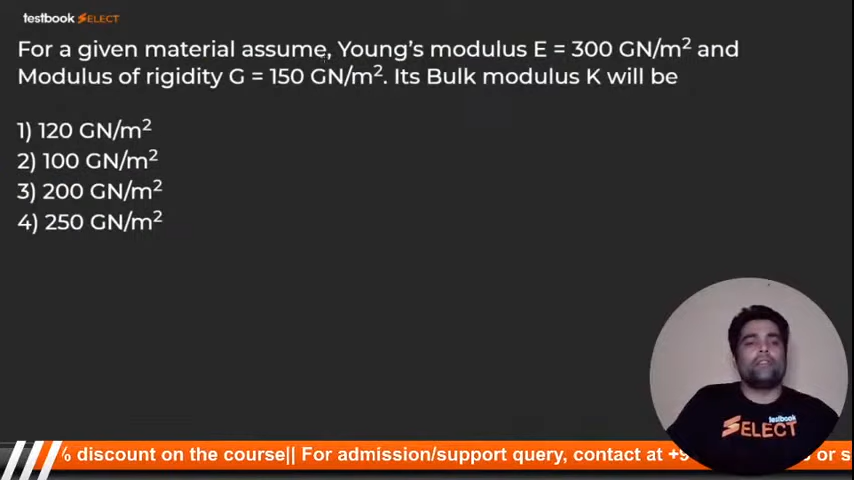 testbook SELECT
For a given material assume, Young's modulus E = 300 GN/m² and
Modulus of rigidity G = 150 GN/m². Its Bulk modulus K will be
1) 120 GN/m²
2) 100 GN/m²
3) 200 GN/m²
4) 250 GN/m²
testbook
SELECT
% discount on the course|| For admission/support query, contact at +9 or s